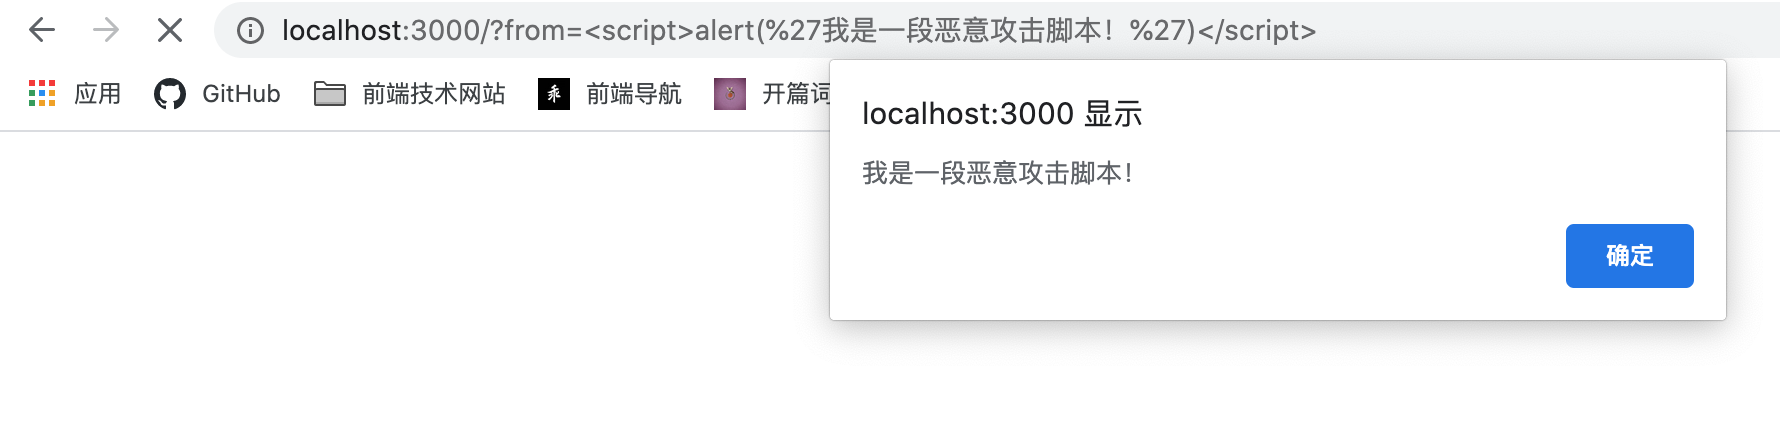 localhost:3000/?from=<script>alert(%27我是一段恶意攻击脚本！%27)</script>
应用 GitHub 前端技术网站 乖 前端导航 开篇词
localhost:3000 显示
我是一段恶意攻击脚本！
确定